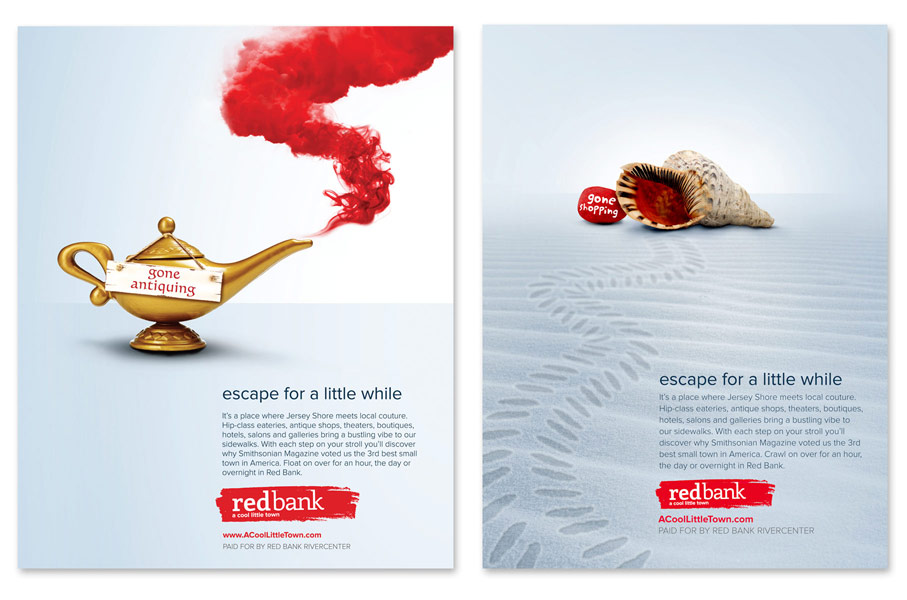 gone
antiquing
escape for a little while
It's a place where Jersey Shore meets local couture.
Hip-class eateries, antique shops, theaters, boutiques,
hotels, salons and galleries bring a bustling vibe to our
sidewalks. With each step on your stroll you'll discover
why Smithsonian Magazine voted us the 3rd best small
town in America. Float on over for an hour, the day or
overnight in Red Bank.
redbank
a cool little town
www.ACoolLittleTown.com
PAID FOR BY RED BANK RIVERCENTER
gone
shopping
escape for a little while
It's a place where Jersey Shore meets local couture.
Hip-class eateries, antique shops, theaters, boutiques,
hotels, salons and galleries bring a bustling vibe to
our sidewalks. With each step on your stroll you'll
discover why Smithsonian Magazine voted us the 3rd
best small town in America. Crawl on over for an hour,
the day or overnight in Red Bank.
redbank
a cool little town
ACoolLittleTown.com
PAID FOR BY RED BANK RIVERCENTER